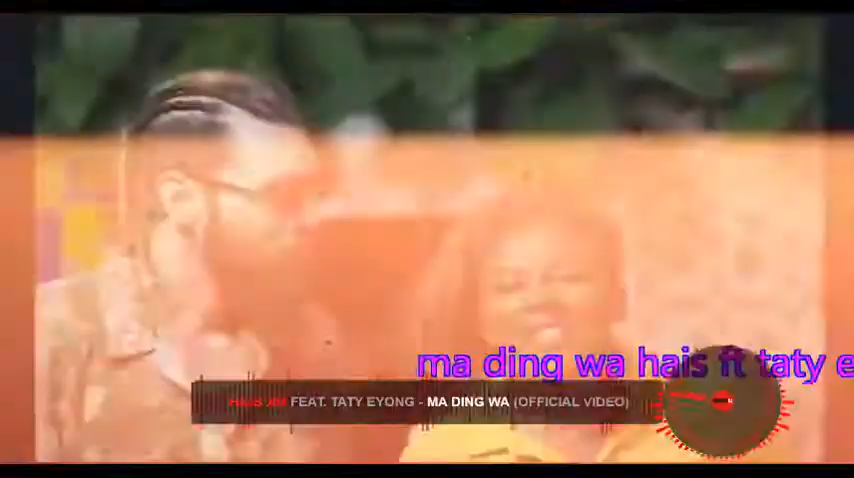 ma ding wa hais ft taty e
FEAT. TATY EYONG - MA DING WA (OFFICIAL VIDEO)